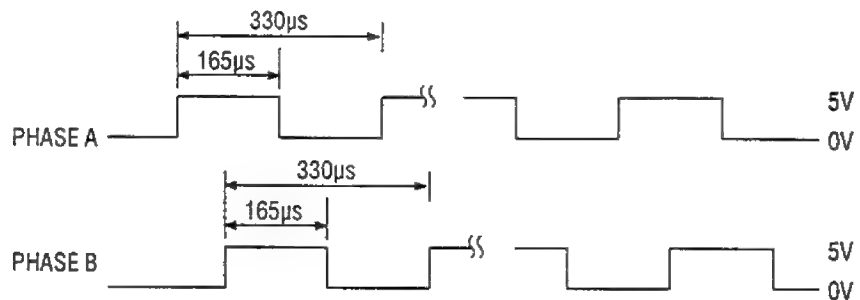 330µs
165µs
5V
PHASE A
0V
330µs
165µs
PHASE B
5V
0V